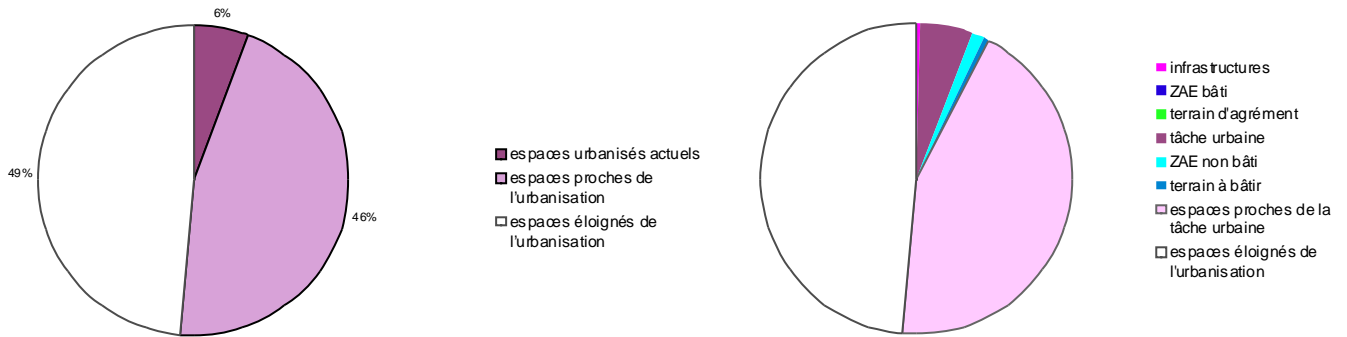 6%
49%
46%
espaces urbanisés actuels
espaces proches de
l'urbanisation
espaces éloignés de
l'urbanisation
infrastructures
ZAE bâti
terrain d'agrément
tâche urbaine
ZAE non bâti
terrain à bâtir
espaces proches de la
tâche urbaine
espaces éloignés de
l'urbanisation